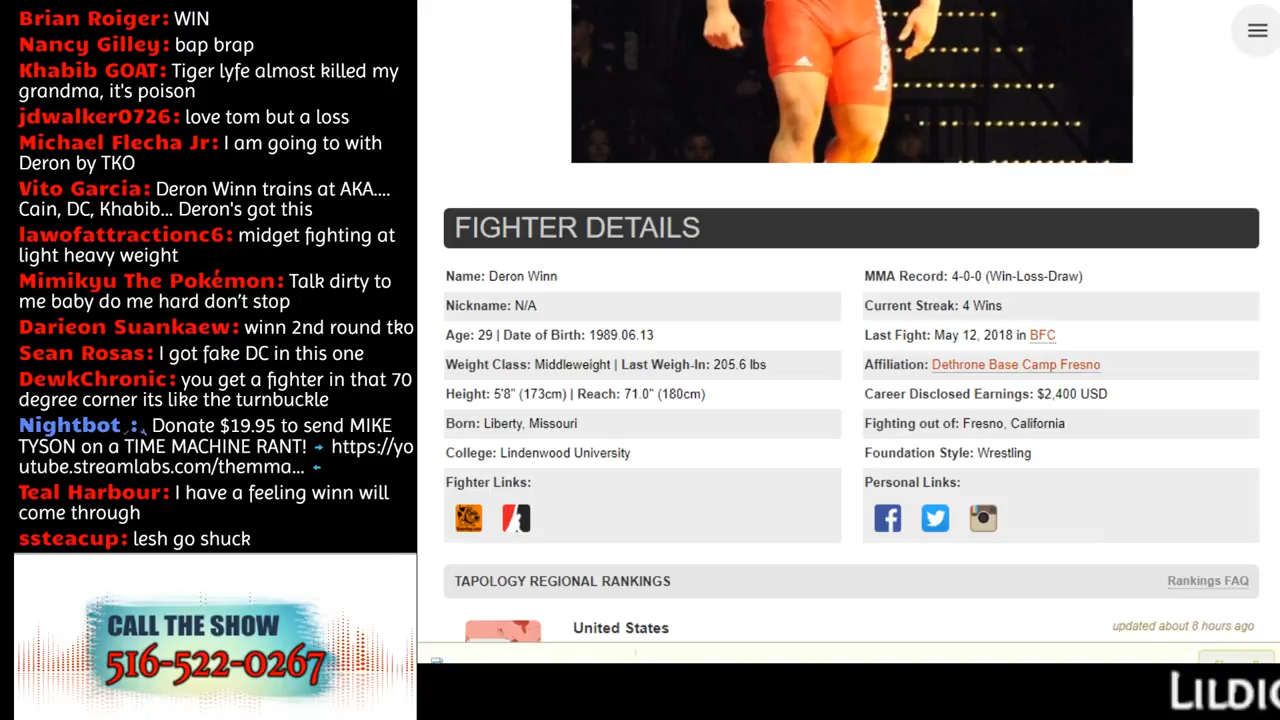 Brian Roiger: WIN
Nancy Gilley: bap brap
Khabib GOAT: Tiger lyfe almost killed my
grandma, it's poison
jdwalker0726: love tom but a loss
Michael Flecha Jr: I am going to with
Deron by TKO
Vito Garcia: Deron Winn trains at AKA....
Cain, DC, Khabib... Deron's got this
lawofattractionc6: midget fighting at
light heavy weight
Mimikyu The Pokémon: Talk dirty to
me baby do me hard don't stop
Darieon Suankaew: winn 2nd round tko
Sean Rosas: I got fake DC in this one
DewkChronic: you get a fighter in that 70
degree corner its like the turnbuckle
Nightbot : Donate $19.95 to send MIKE
TYSON on a TIME MACHINE RANT! → https://yo
utube.streamlabs.com/themma... ←
Teal Harbour: I have a feeling winn will
come through
ssteacup: lesh go shuck
CALL THE SHOW
516-522-0267
FIGHTER DETAILS
Name: Deron Winn
Nickname: N/A
Age: 29 | Date of Birth: 1989.06.13
Weight Class: Middleweight | Last Weigh-In: 205.6 lbs
Height: 5'8" (173cm) | Reach: 71.0" (180cm)
Born: Liberty, Missouri
College: Lindenwood University
Fighter Links:
MMA Record: 4-0-0 (Win-Loss-Draw)
Current Streak: 4 Wins
Last Fight: May 12, 2018 in BFC
Affiliation: Dethrone Base Camp Fresno
Career Disclosed Earnings: $2,400 USD
Fighting out of: Fresno, California
Foundation Style: Wrestling
Personal Links:
TAPOLOGY REGIONAL RANKINGS
Rankings FAQ
United States
updated about 8 hours ago